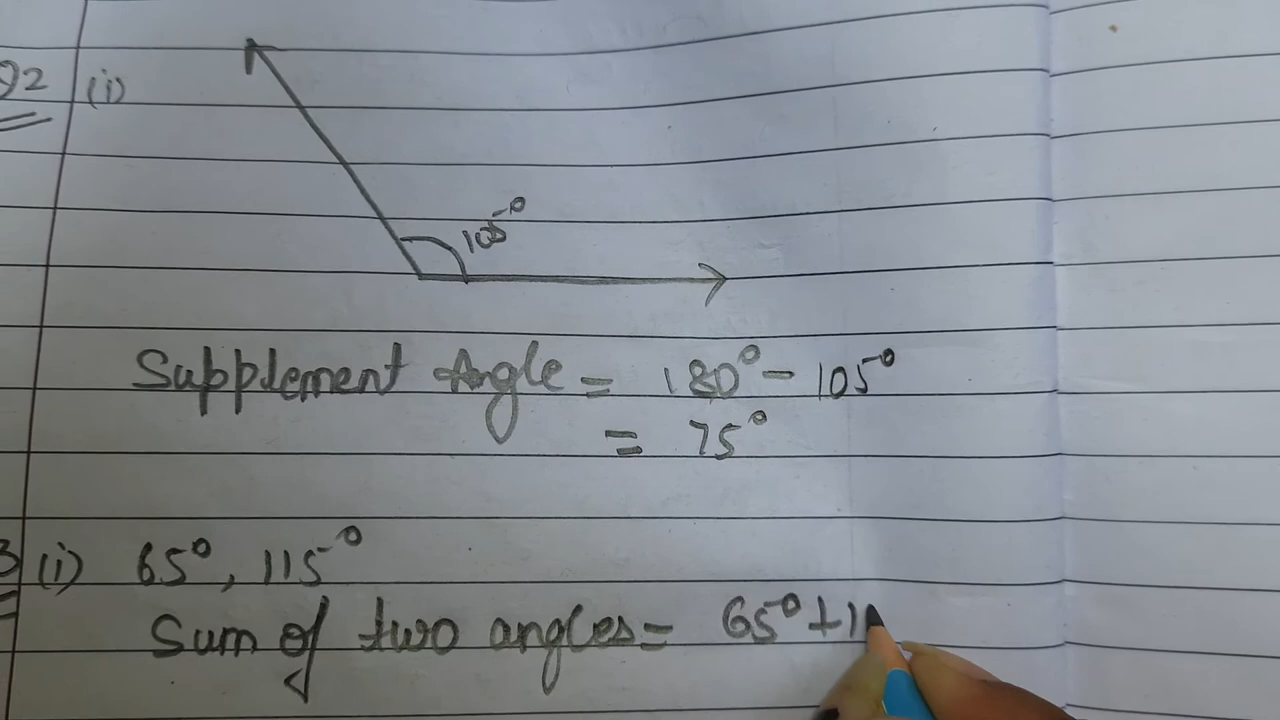 Q2 (i)
105°
Supplement Angle = 180° - 105°
= 75°
3 (i) 65°, 115°
Sum of two angles = 65° + 1